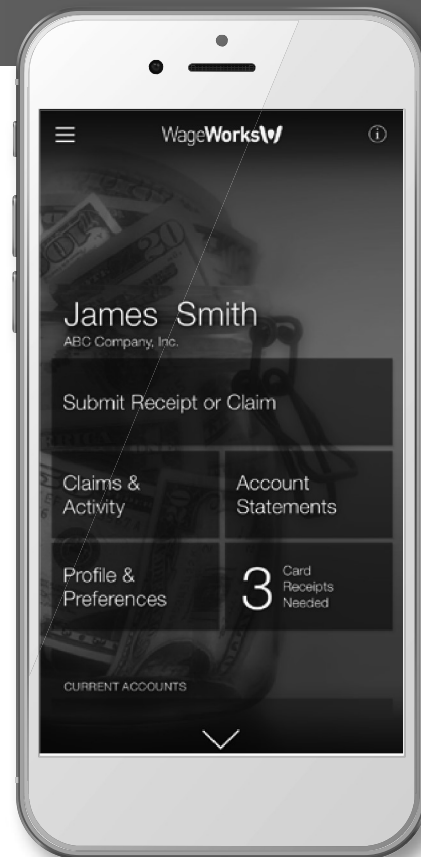 WageWorks
James Smith
ABC Company, Inc.
Submit Receipt or Claim
Claims &
Activity
Account
Statements
Profile &
Preferences
3
Card
Receipts
Needed
CURRENT ACCOUNTS